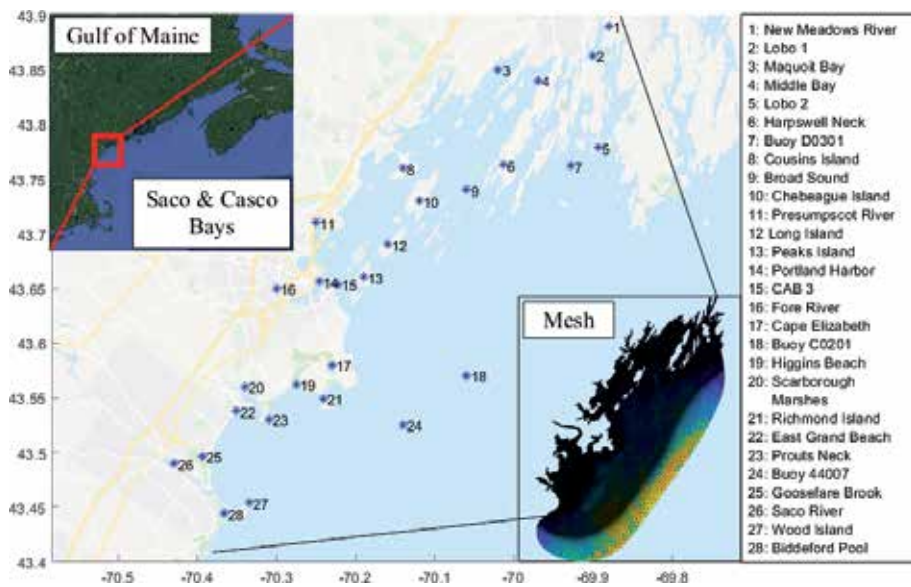 Gulf of Maine
Saco & Casco
Bays
Mesh
43.9
43.85
43.8
43.75
43.7
43.65
43.6
43.55
43.5
43.45
43.4
-70.5
-70.4
-70.3
-70.2
-70.1
-70
-69.9
-69.8
1
2
3
4
5
6
7
8
9
10
11
12
13
14
15
16
17
18
19
20
21
22
23
24
25
26
27
28
1: New Meadows River
2: Lobo 1
3: Maquoit Bay
4: Middle Bay
5: Lobo 2
6: Harpswell Neck
7: Buoy D0301
8: Cousins Island
9: Broad Sound
10: Chebeague Island
11: Presumpscot River
12 Long Island
13: Peaks Island
14: Portland Harbor
15: CAB 3
16: Fore River
17: Cape Elizabeth
18: Buoy C0201
19: Higgins Beach
20: Scarborough
Marshes
21: Richmond Island
22: East Grand Beach
23: Prouts Neck
24: Buoy 44007
25: Goosefare Brook
26: Saco River
27: Wood Island
28: Biddeford Pool